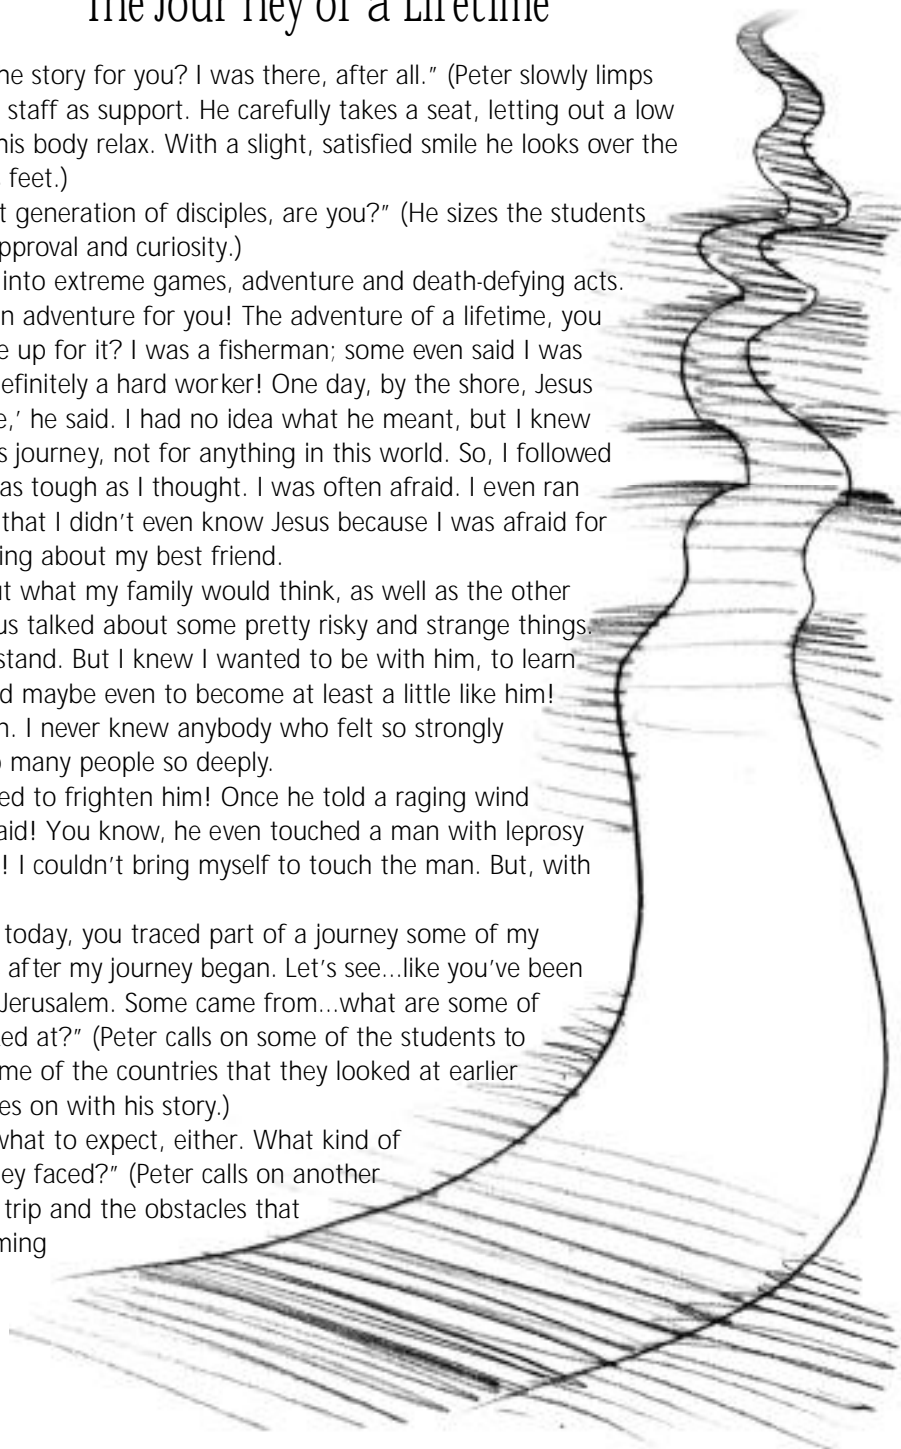 The Journey of a Lifetime
he story for you? I was there, after all.” (Peter slowly limps
staff as support. He carefully takes a seat, letting out a low
his body relax. With a slight, satisfied smile he looks over the
feet.)
t generation of disciples, are you?” (He sizes the students
pproval and curiosity.)
into extreme games, adventure and death-defying acts.
n adventure for you! The adventure of a lifetime, you
e up for it? I was a fisherman; some even said I was
efinitely a hard worker! One day, by the shore, Jesus
e,’ he said. I had no idea what he meant, but I knew
s journey, not for anything in this world. So, I followed
as tough as I thought. I was often afraid. I even ran
that I didn’t even know Jesus because I was afraid for
ing about my best friend.
ut what my family would think, as well as the other
us talked about some pretty risky and strange things.
stand. But I knew I wanted to be with him, to learn
d maybe even to become at least a little like him!
n. I never knew anybody who felt so strongly
o many people so deeply.
ed to frighten him! Once he told a raging wind
aid! You know, he even touched a man with leprosy
! I couldn’t bring myself to touch the man. But, with
today, you traced part of a journey some of my
after my journey began. Let’s see...like you’ve been
Jerusalem. Some came from...what are some of
ed at?” (Peter calls on some of the students to
me of the countries that they looked at earlier
es on with his story.)
what to expect, either. What kind of
ey faced?” (Peter calls on another
trip and the obstacles that
ming